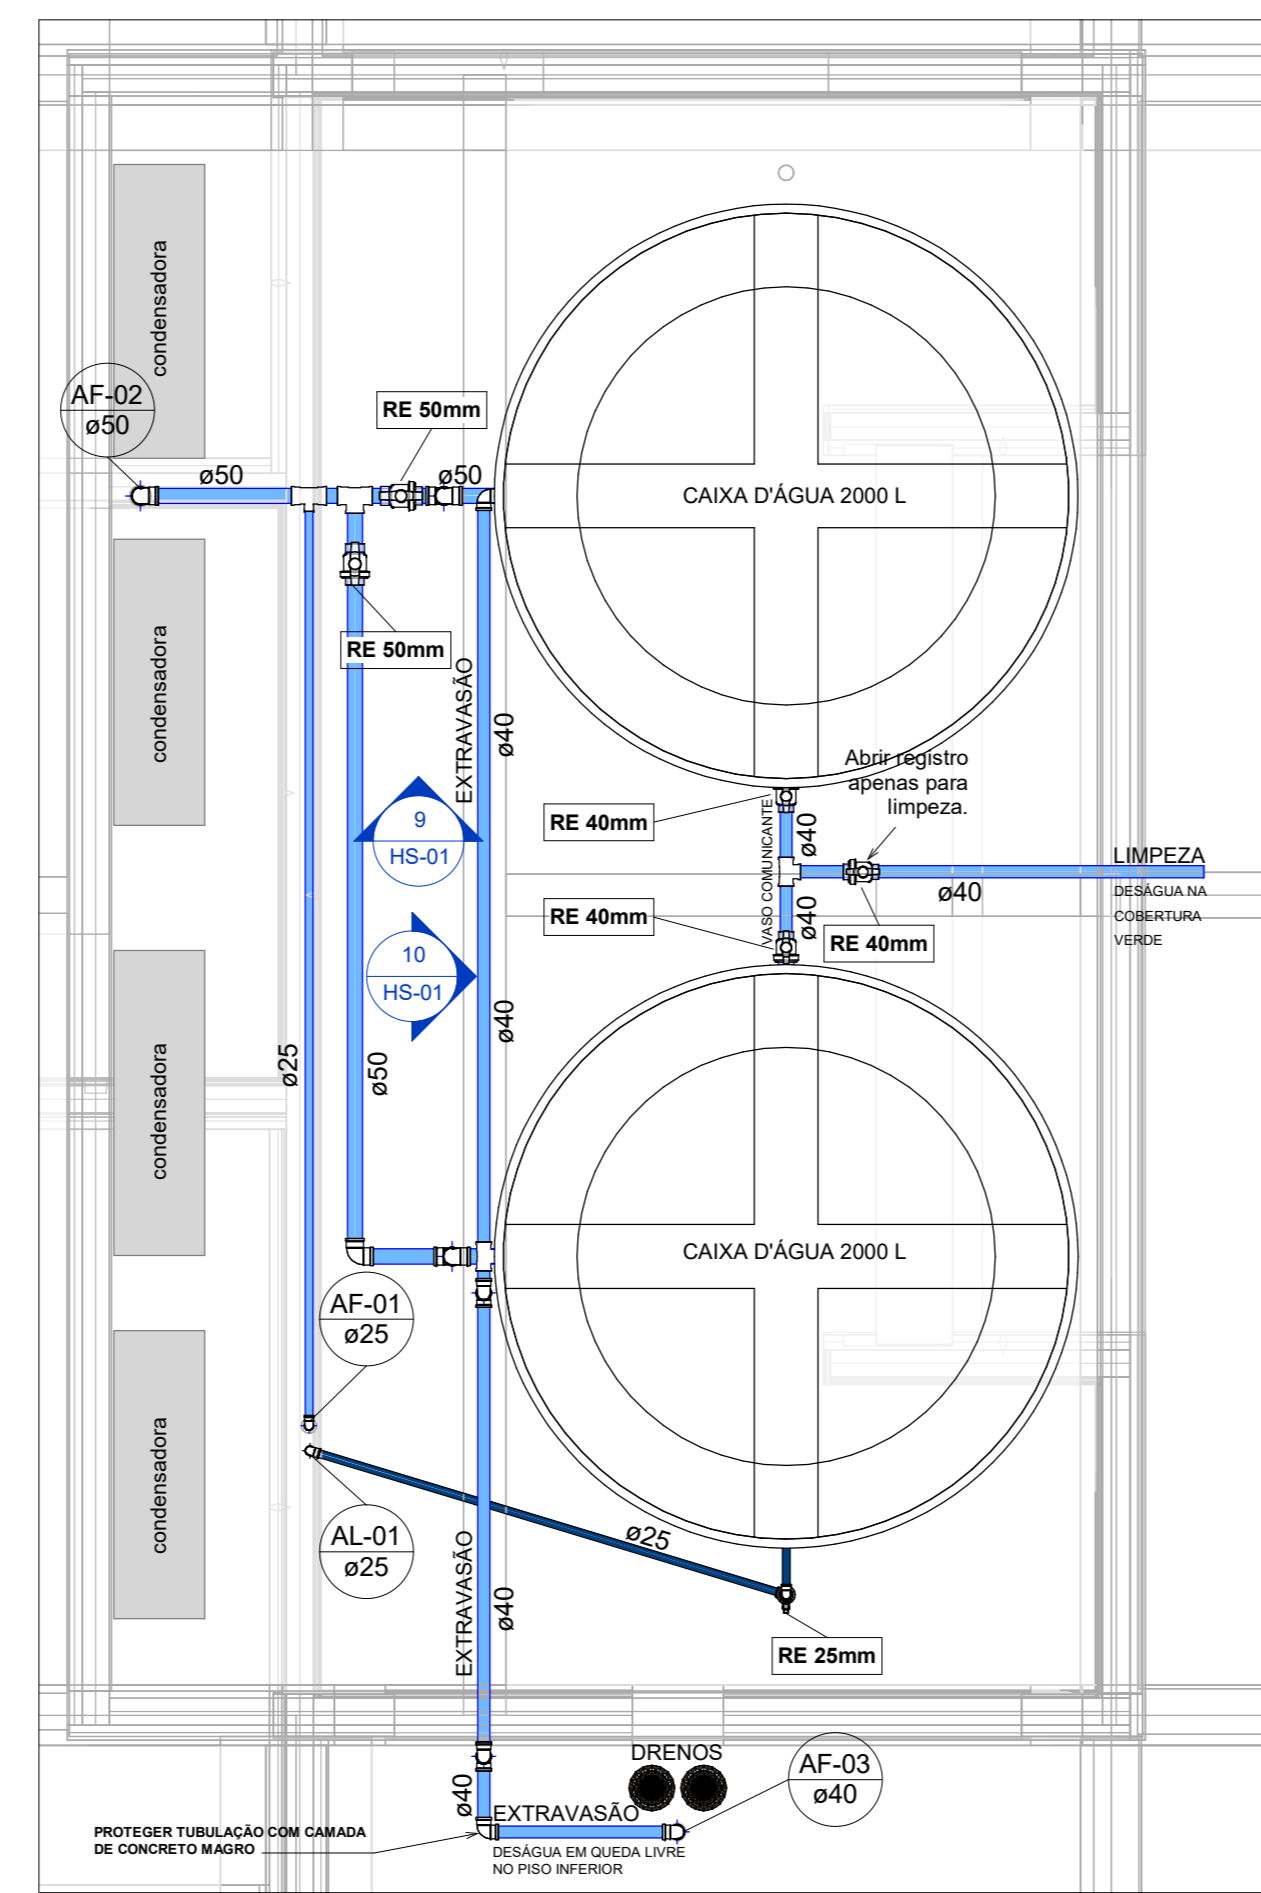 condensadora
AF-02
ø50
RE 50mm
ø50
ø50
CAIXA D'ÁGUA 2000 L
condensadora
RE 50mm
EXTRAVASÃO
ø40
Abrir registro
apenas para
limpeza.
9
HS-01
RE 40mm
VASO COMUNICANTE
ø40
LIMPEZA
ø40
DESÁGUA NA
COBERTURA
VERDE
RE 40mm
ø40
RE 40mm
10
HS-01
ø40
condensadora
ø25
ø50
CAIXA D'ÁGUA 2000 L
AF-01
ø25
condensadora
AL-01
ø25
ø25
EXTRAVASÃO
ø40
RE 25mm
DRENOS
AF-03
ø40
ø40
EXTRAVASÃO
PROTEGER TUBULAÇÃO COM CAMADA
DE CONCRETO MAGRO
DESÁGUA EM QUEDA LIVRE
NO PISO INFERIOR